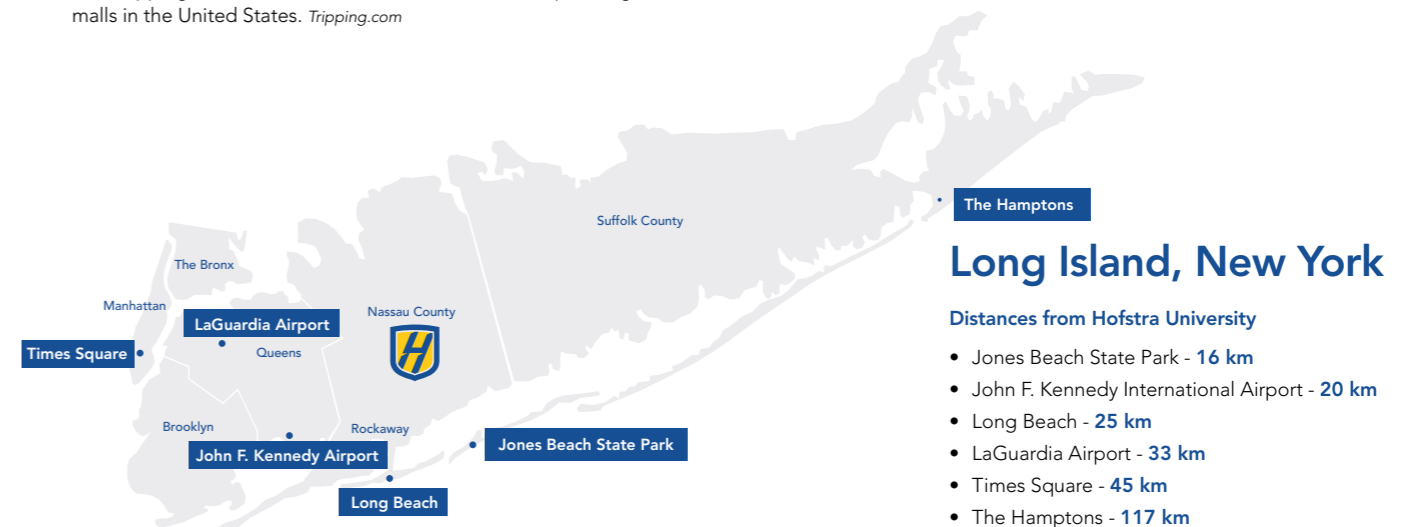 malls in the United States. Tripping.com
The Hamptons
Suffolk County
Long Island, New York
The Bronx
Manhattan
Nassau County
LaGuardia Airport
Distances from Hofstra University
Times Square
Queens
H
• Jones Beach State Park - 16 km
• John F. Kennedy International Airport - 20 km
• Long Beach - 25 km
• LaGuardia Airport - 33 km
• Times Square - 45 km
• The Hamptons - 117 km
Brooklyn
Rockaway
Jones Beach State Park
John F. Kennedy Airport
Long Beach